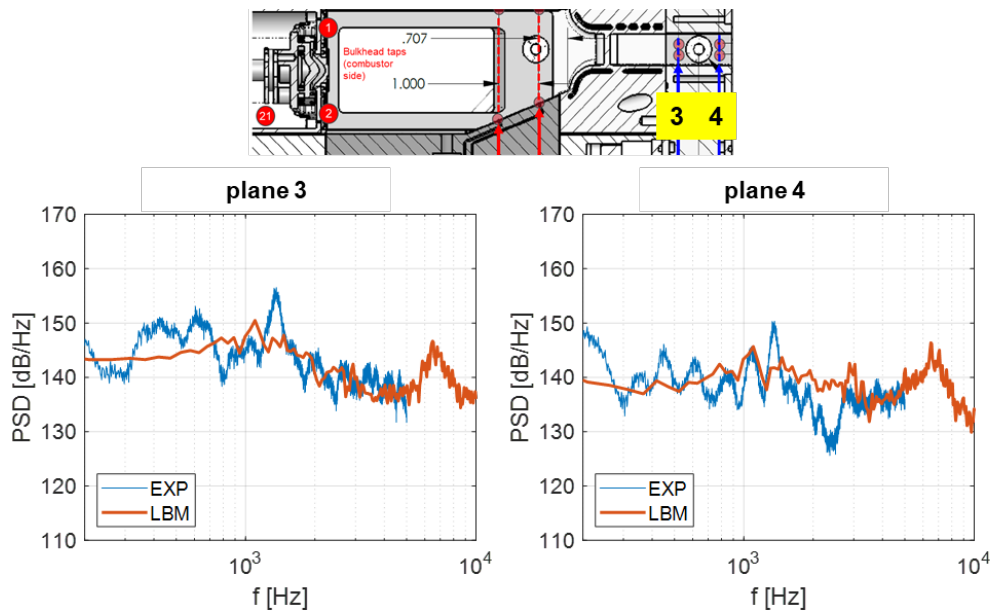 1
.707
Bulkhead taps
(combustor
side)
1.000
2
21
3 4
plane 3
plane 4
170
160
150
140
130
120
110
PSD [dB/Hz]
EXP
LBM
10³
10⁴
f [Hz]
170
160
150
140
130
120
110
PSD [dB/Hz]
EXP
LBM
10³
10⁴
f [Hz]